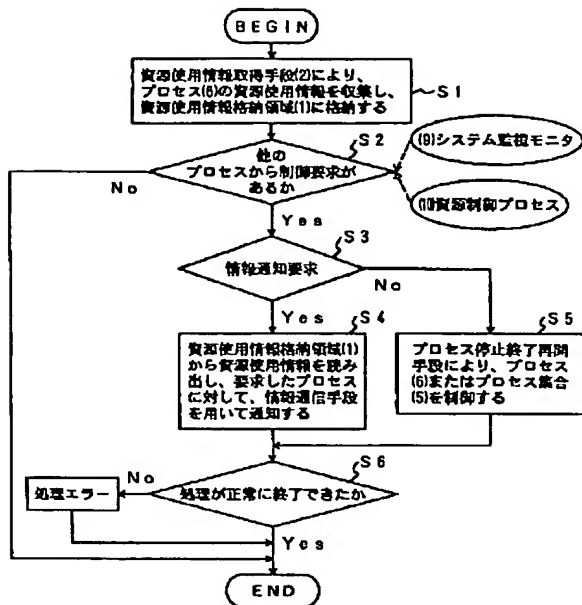 BEGIN
資源使用情報取得手段(2)により、
プロセス(6)の資源使用情報を収集し、
資源使用情報格納領域(1)に格納する
S1
S2
他の
プロセスから制御要求が
あるか
(9)システム監視モニタ
(10)資源制御プロセス
No
Yes
S3
情報通知要求
No
Yes
S4
資源使用情報格納領域(1)
から資源使用情報を読み
出し、要求したプロセス
に対して、情報通信手段
を用いて通知する
S5
プロセス停止終了再開
手段により、プロセス
(6)またはプロセス集合
(5)を制御する
S6
処理が正常に終了できたか
No
処理エラー
Yes
END